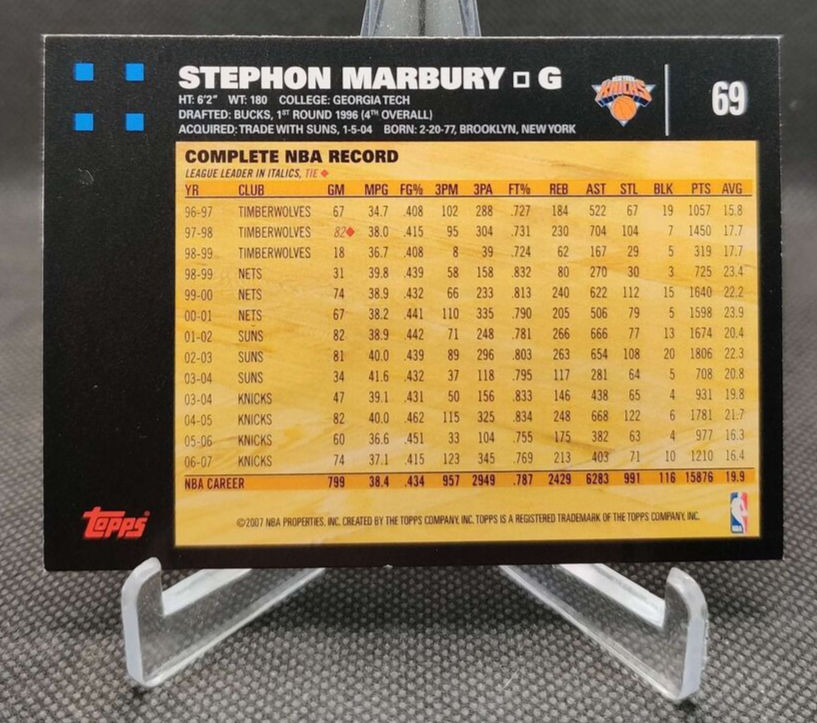 STEPHON MARBURY □ G
NEW YORK KNICKS
69
HT: 6'2" WT: 180 COLLEGE: GEORGIA TECH
DRAFTED: BUCKS, 1ST ROUND 1996 (4TH OVERALL)
ACQUIRED: TRADE WITH SUNS, 1-5-04 BORN: 2-20-77, BROOKLYN, NEW YORK
COMPLETE NBA RECORD
LEAGUE LEADER IN ITALICS, TIE ◆
YR CLUB GM MPG FG% 3PM 3PA FT% REB AST STL BLK PTS AVG
96-97 TIMBERWOLVES 67 34.7 .408 102 288 .727 184 522 67 19 1057 15.8
97-98 TIMBERWOLVES 82◆ 38.0 .415 95 304 .731 230 704 104 7 1450 17.7
98-99 TIMBERWOLVES 18 36.7 .408 8 39 .724 62 167 29 5 319 17.7
98-99 NETS 31 39.8 .439 58 158 .832 80 270 30 3 725 23.4
99-00 NETS 74 38.9 .432 66 233 .813 240 622 112 15 1640 22.2
00-01 NETS 67 38.2 .441 110 335 .790 205 506 79 5 1598 23.9
01-02 SUNS 82 38.9 .442 71 248 .781 266 666 77 13 1674 20.4
02-03 SUNS 81 40.0 .439 89 296 .803 263 654 108 20 1806 22.3
03-04 SUNS 34 41.6 .432 37 118 .795 117 281 64 5 708 20.8
03-04 KNICKS 47 39.1 .431 50 156 .833 146 438 65 4 931 19.8
04-05 KNICKS 82 40.0 .462 115 325 .834 248 668 122 6 1781 21.7
05-06 KNICKS 60 36.6 .451 33 104 .755 175 382 63 4 977 16.3
06-07 KNICKS 74 37.1 .415 123 345 .769 213 403 71 10 1210 16.4
NBA CAREER 799 38.4 .434 957 2949 .787 2429 6283 991 116 15876 19.9
topps
©2007 NBA PROPERTIES, INC. CREATED BY THE TOPPS COMPANY, INC. TOPPS IS A REGISTERED TRADEMARK OF THE TOPPS COMPANY, INC.
NBA